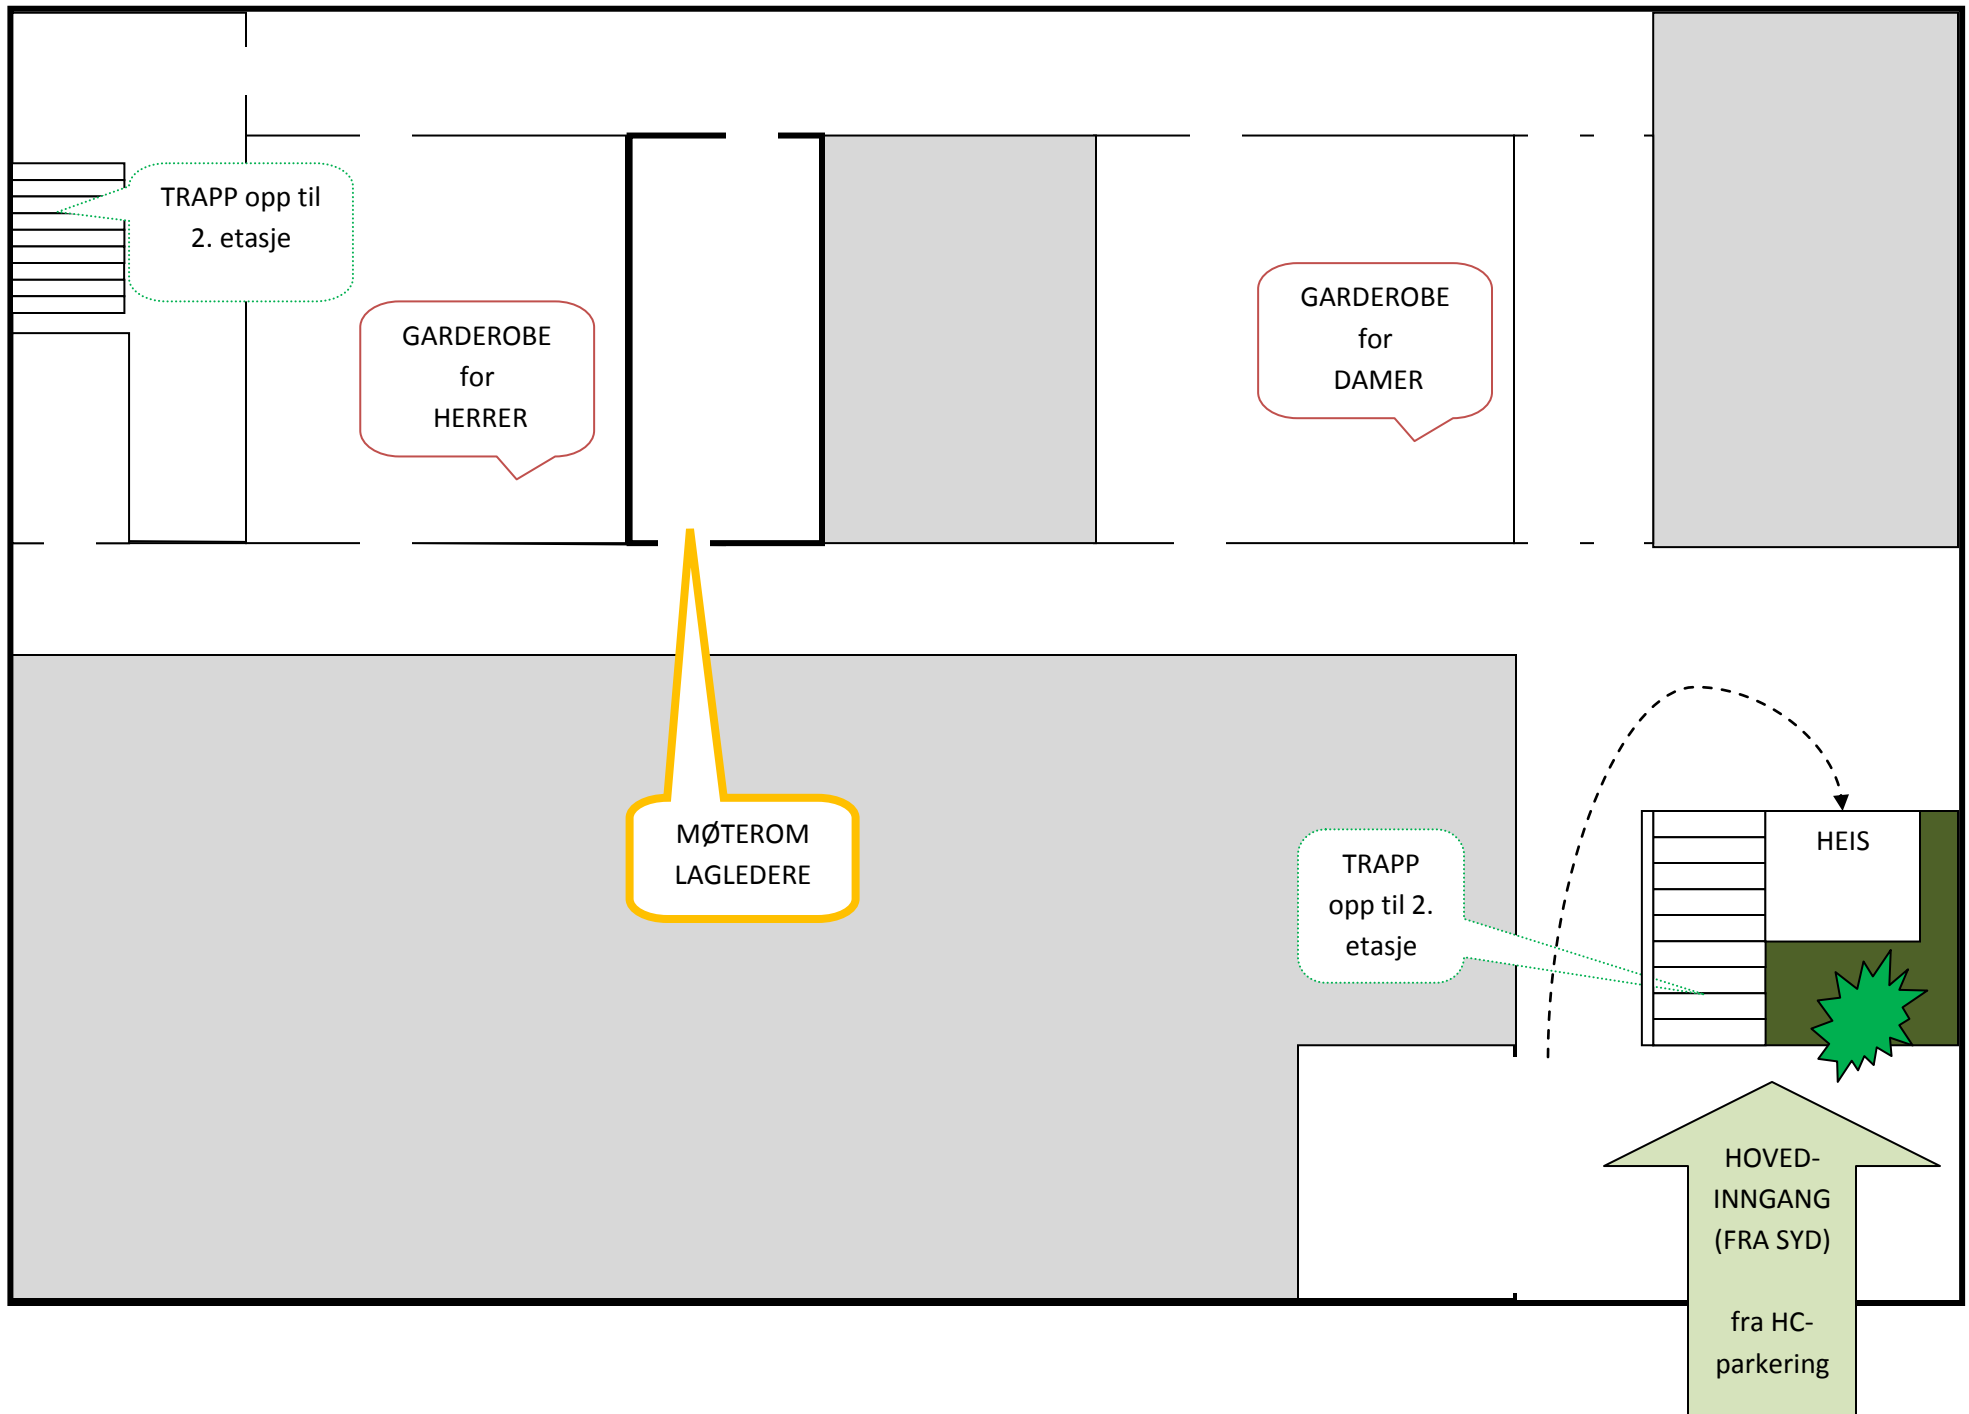 TRAPP opp til
2. etasje
GARDEROBE
for
HERRER
GARDEROBE
for
DAMER
MØTEROM
LAGLEDERE
TRAPP
opp til 2.
etasje
HEIS
HOVED-
INNGANG
(FRA SYD)
fra HC-
parkering